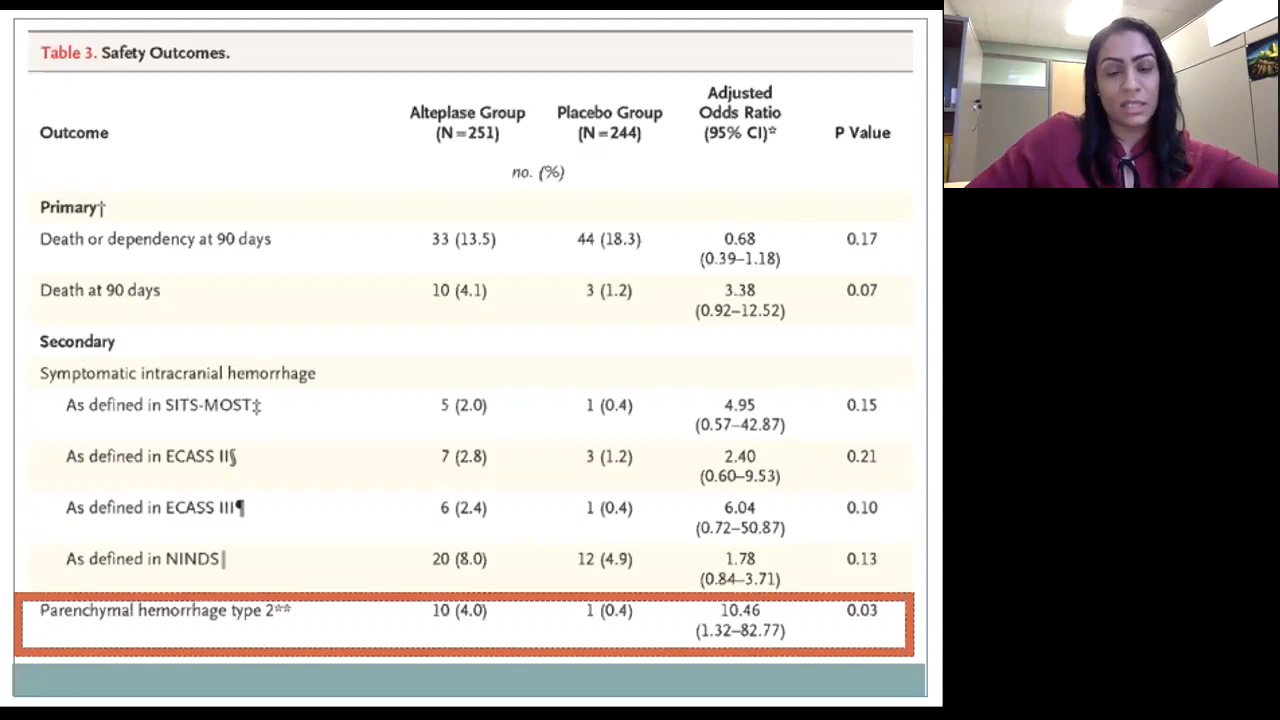 Table 3. Safety Outcomes.
Outcome
Alteplase Group
(N=251)
Placebo Group
(N=244)
Adjusted
Odds Ratio
(95% CI)*
P Value
no. (%)
Primary†
Death or dependency at 90 days 33 (13.5) 44 (18.3) 0.68 0.17
(0.39–1.18)
Death at 90 days 10 (4.1) 3 (1.2) 3.38 0.07
(0.92–12.52)
Secondary
Symptomatic intracranial hemorrhage
As defined in SITS-MOST‡ 5 (2.0) 1 (0.4) 4.95 0.15
(0.57–42.87)
As defined in ECASS II§ 7 (2.8) 3 (1.2) 2.40 0.21
(0.60–9.53)
As defined in ECASS III¶ 6 (2.4) 1 (0.4) 6.04 0.10
(0.72–50.87)
As defined in NINDS‖ 20 (8.0) 12 (4.9) 1.78 0.13
(0.84–3.71)
Parenchymal hemorrhage type 2** 10 (4.0) 1 (0.4) 10.46 0.03
(1.32–82.77)